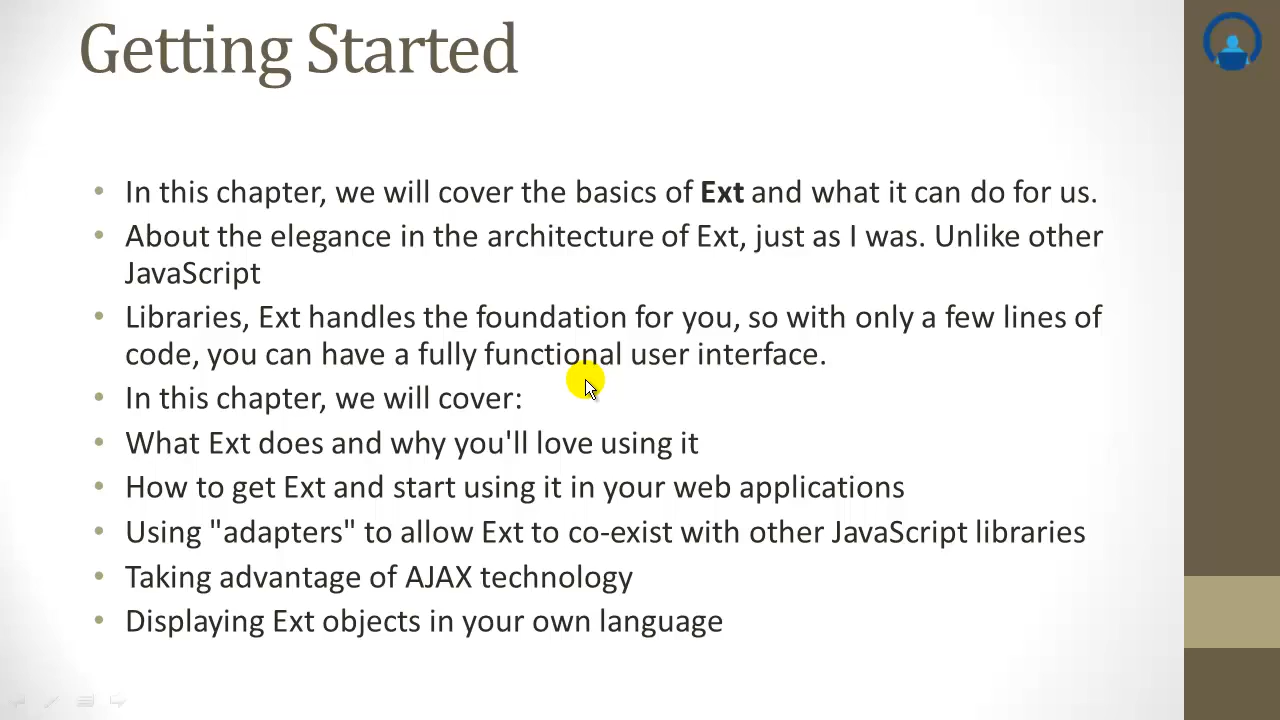 Getting Started
• In this chapter, we will cover the basics of Ext and what it can do for us.
• About the elegance in the architecture of Ext, just as I was. Unlike other
JavaScript
• Libraries, Ext handles the foundation for you, so with only a few lines of
code, you can have a fully functional user interface.
• In this chapter, we will cover:
• What Ext does and why you'll love using it
• How to get Ext and start using it in your web applications
• Using "adapters" to allow Ext to co-exist with other JavaScript libraries
• Taking advantage of AJAX technology
• Displaying Ext objects in your own language